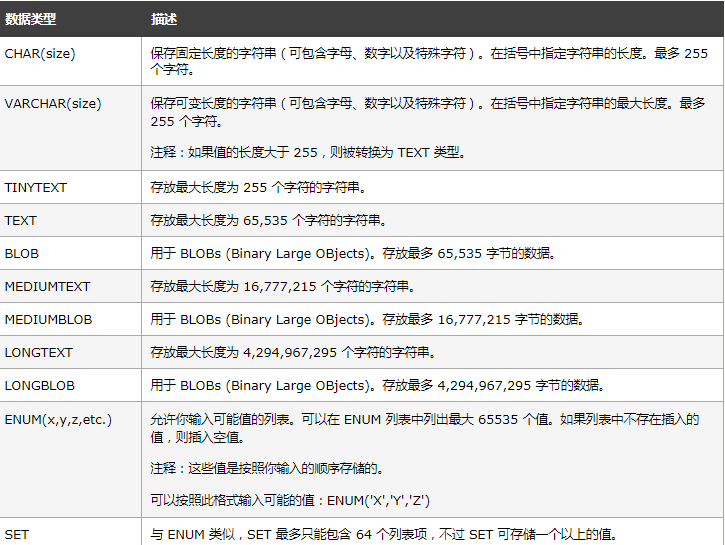 数据类型 描述
CHAR(size) 保存固定长度的字符串（可包含字母、数字以及特殊字符）。在括号中指定字符串的长度。最多 255
个字符。
VARCHAR(size) 保存可变长度的字符串（可包含字母、数字以及特殊字符）。在括号中指定字符串的最大长度。最多
255 个字符。
注释：如果值的长度大于 255，则被转换为 TEXT 类型。
TINYTEXT 存放最大长度为 255 个字符的字符串。
TEXT 存放最大长度为 65,535 个字符的字符串。
BLOB 用于 BLOBs (Binary Large OBjects)。存放最多 65,535 字节的数据。
MEDIUMTEXT 存放最大长度为 16,777,215 个字符的字符串。
MEDIUMBLOB 用于 BLOBs (Binary Large OBjects)。存放最多 16,777,215 字节的数据。
LONGTEXT 存放最大长度为 4,294,967,295 个字符的字符串。
LONGBLOB 用于 BLOBs (Binary Large OBjects)。存放最多 4,294,967,295 字节的数据。
ENUM(x,y,z,etc.) 允许你输入可能值的列表。可以在 ENUM 列表中列出最大 65535 个值。如果列表中不存在插入的
值，则插入空值。
注释：这些值是按照你输入的顺序存储的。
可以按照此格式输入可能的值：ENUM('X','Y','Z')
SET 与 ENUM 类似，SET 最多只能包含 64 个列表项，不过 SET 可存储一个以上的值。